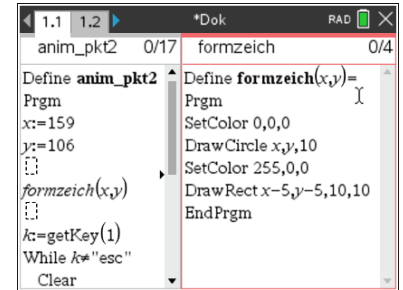 1.1 1.2 *Dok RAD
anim_pkt2 0/17
Define anim_pkt2
Prgm
x:=159
y:=106
formzeich(x,y)
k:=getKey(1)
While k≠"esc"
Clear
formzeich 0/4
Define formzeich(x,y)=
Prgm
SetColor 0,0,0
DrawCircle x,y,10
SetColor 255,0,0
DrawRect x−5,y−5,10,10
EndPrgm